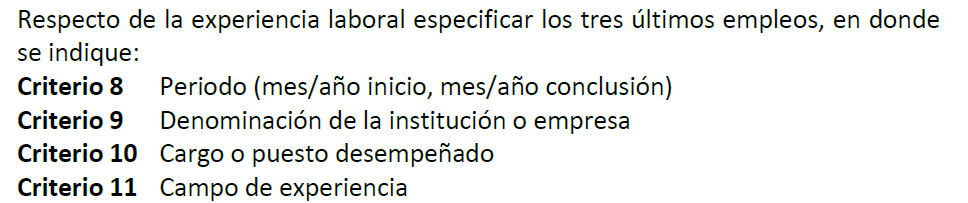 Respecto de la experiencia laboral especificar los tres últimos empleos, en donde
se indique:
Criterio 8 Periodo (mes/año inicio, mes/año conclusión)
Criterio 9 Denominación de la institución o empresa
Criterio 10 Cargo o puesto desempeñado
Criterio 11 Campo de experiencia